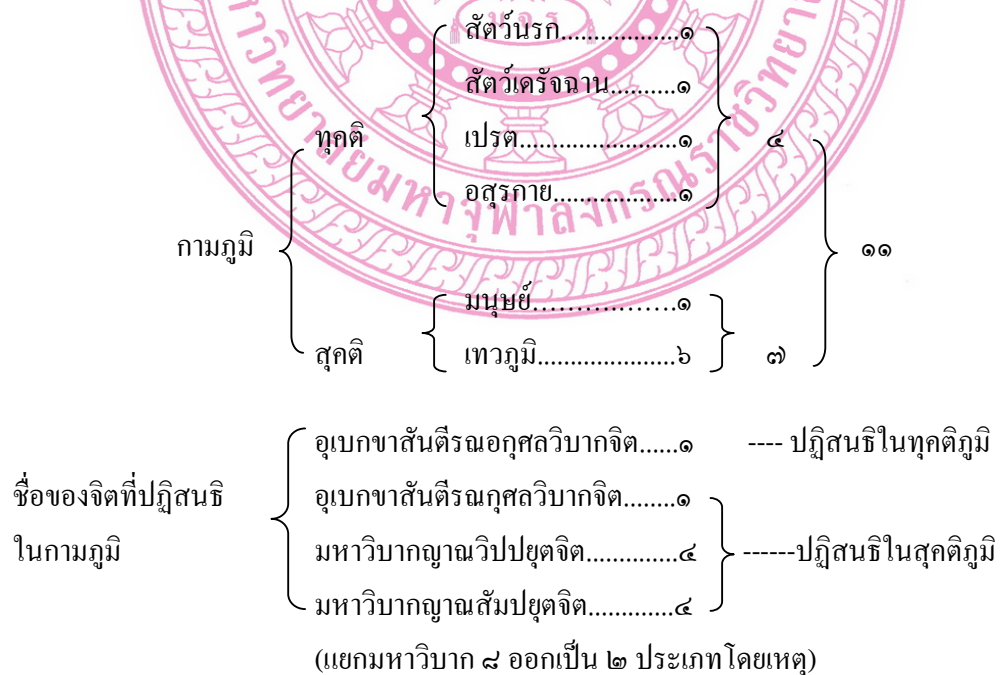 สัตว์นรก.................๑
สัตว์เดรัจฉาน..........๑
ทุคติ เปรต.......................๑ ๔
อสุรกาย..................๑
กามภูมิ ๑๑
มนุษย์................๑
สุคติ เทวภูมิ.....................๖ ๗
อุเบกขาสันตีรณอกุศลวิบากจิต......๑ ---- ปฏิสนธิในทุคติภูมิ
ชื่อของจิตที่ปฏิสนธิ อุเบกขาสันตีรณกุศลวิบากจิต........๑
ในกามภูมิ มหาวิบากญาณวิปปยุตจิต..............๔ ------ปฏิสนธิในสุคติภูมิ
มหาวิบากญาณสัมปยุตจิต.............๔
(แยกมหาวิบาก ๘ ออกเป็น ๒ ประเภทโดยเหตุ)